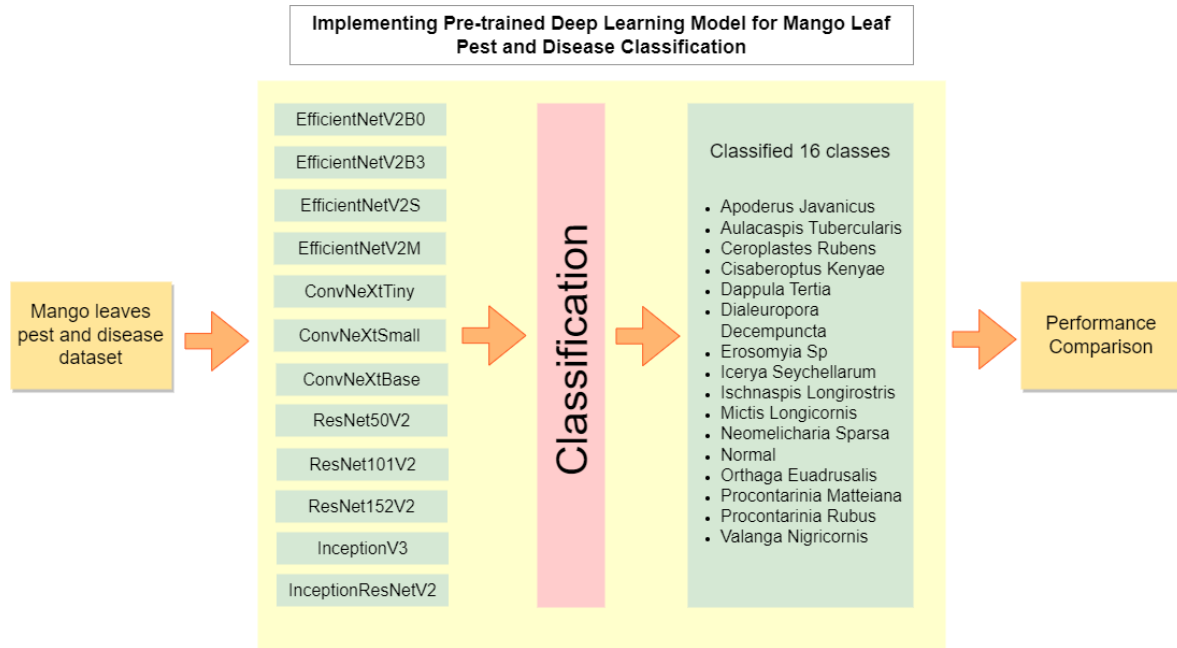 Implementing Pre-trained Deep Learning Model for Mango Leaf
Pest and Disease Classification
Mango leaves
pest and disease
dataset
EfficientNetV2B0
EfficientNetV2B3
EfficientNetV2S
EfficientNetV2M
ConvNeXtTiny
ConvNeXtSmall
ConvNeXtBase
ResNet50V2
ResNet101V2
ResNet152V2
InceptionV3
InceptionResNetV2
Classification
Classified 16 classes
• Apoderus Javanicus
• Aulacaspis Tubercularis
• Ceroplastes Rubens
• Cisaberoptus Kenyae
• Dappula Tertia
• Dialeuropora
Decempuncta
• Erosomyia Sp
• Icerya Seychellarum
• Ischnaspis Longirostris
• Mictis Longicornis
• Neomelicharia Sparsa
• Normal
• Orthaga Euadrusalis
• Procontarinia Matteiana
• Procontarinia Rubus
• Valanga Nigricornis
Performance
Comparison